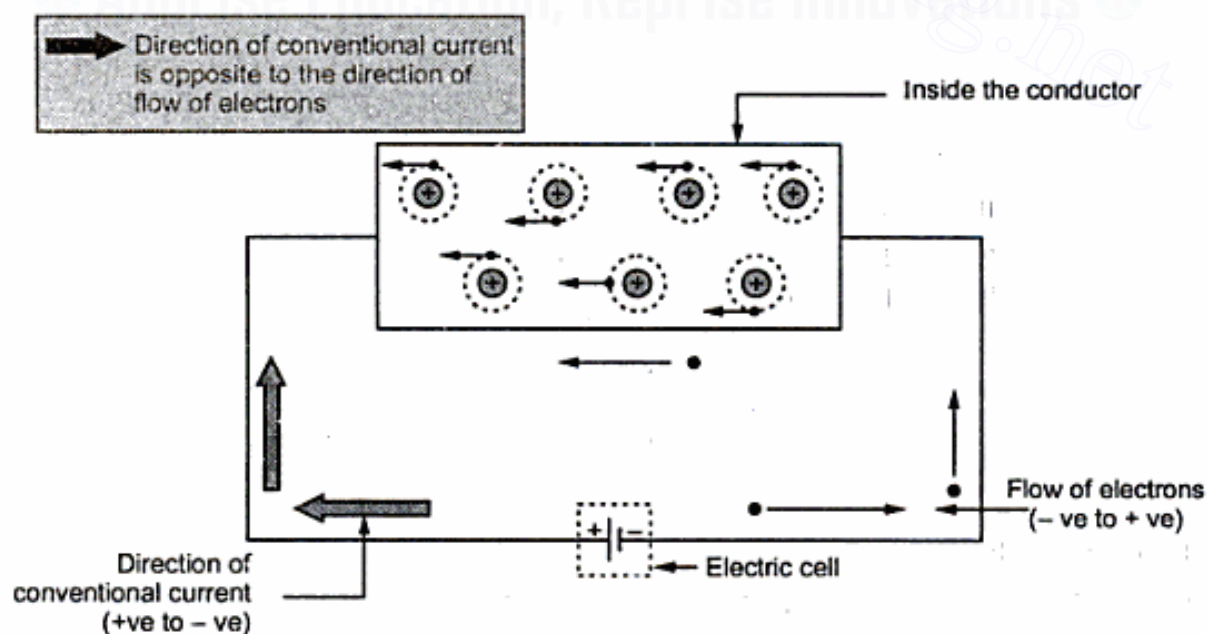 Direction of conventional current
is opposite to the direction of
flow of electrons
Inside the conductor
+ + + +
+ + +
Flow of electrons
(– ve to + ve)
+ –
Electric cell
Direction of
conventional current
(+ve to – ve)
g.net